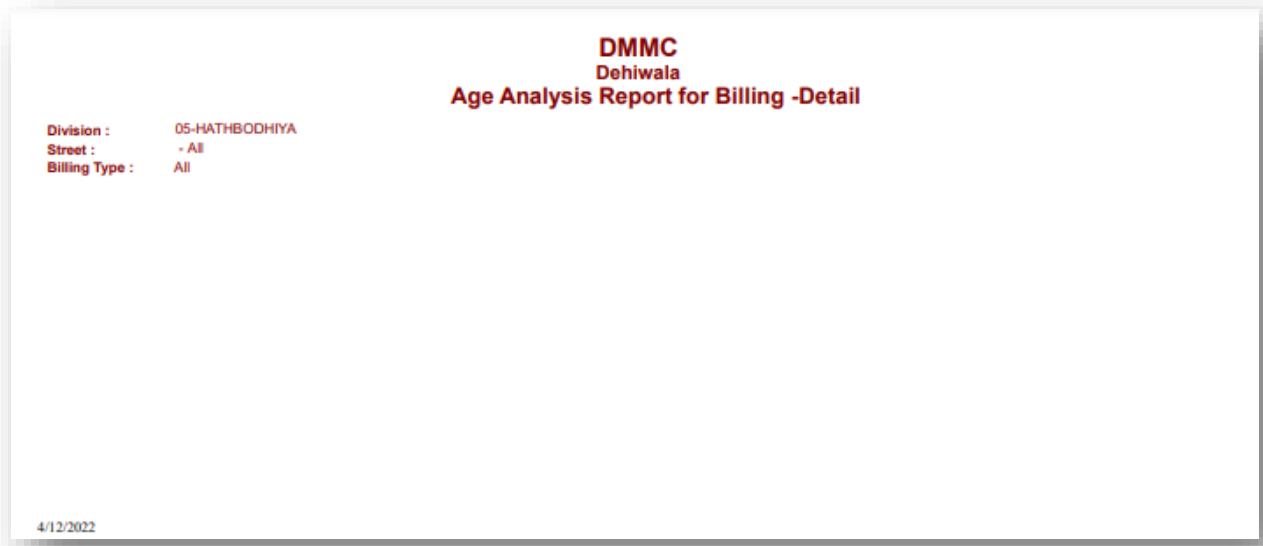 DMMC
Dehiwala
Age Analysis Report for Billing -Detail
Division : 05-HATHBODHIYA
Street : - All
Billing Type : All
4/12/2022